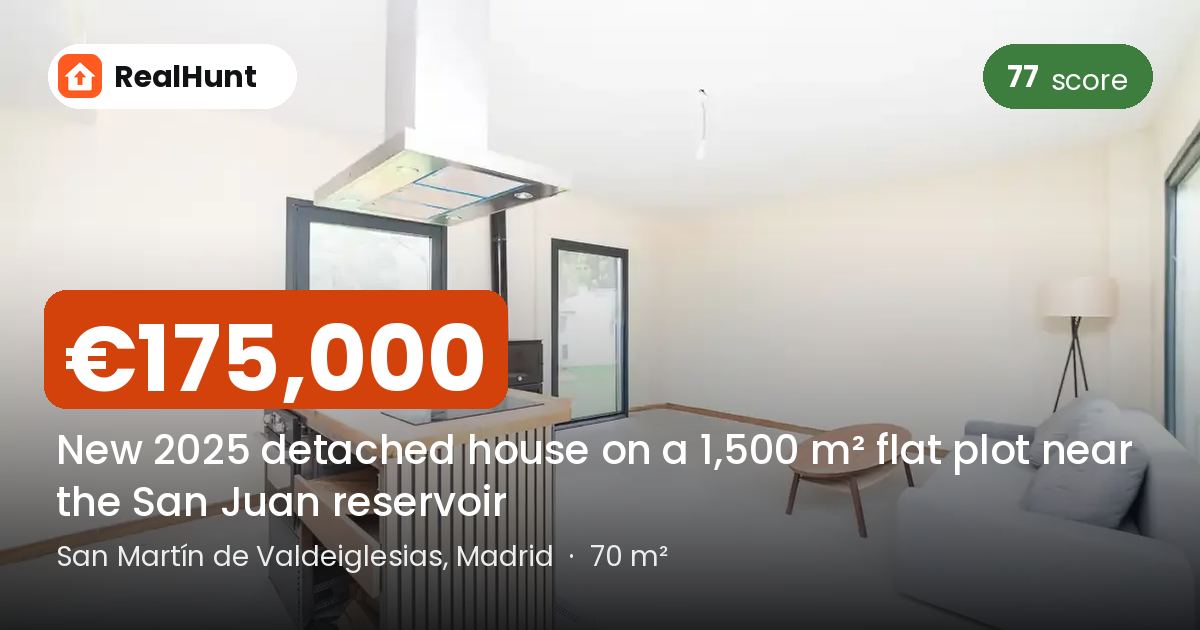 RealHunt
77 score
€175,000
New 2025 detached house on a 1,500 m² flat plot near
the San Juan reservoir
San Martín de Valdeiglesias, Madrid · 70 m²